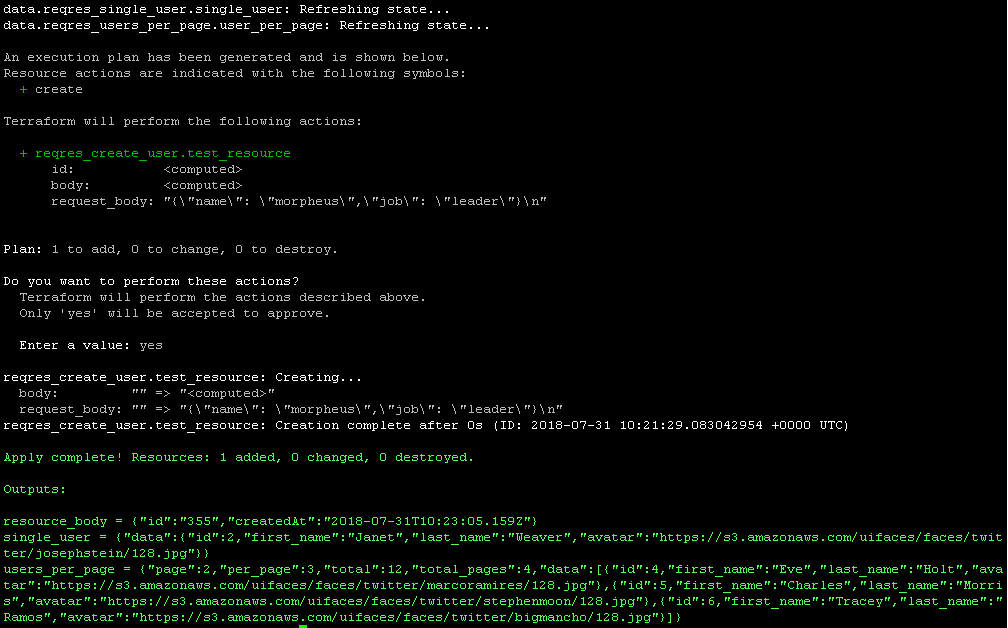 data.reqres_single_user.single_user: Refreshing state...
data.reqres_users_per_page.user_per_page: Refreshing state...
An execution plan has been generated and is shown below.
Resource actions are indicated with the following symbols:
+ create
Terraform will perform the following actions:
+ reqres_create_user.test_resource
id: <computed>
body: <computed>
request_body: "{\"name\": \"morpheus\",\"job\": \"leader\"}\n"
Plan: 1 to add, 0 to change, 0 to destroy.
Do you want to perform these actions?
Terraform will perform the actions described above.
Only 'yes' will be accepted to approve.
Enter a value: yes
reqres_create_user.test_resource: Creating...
body: "" => "<computed>"
request_body: "" => "{\"name\": \"morpheus\",\"job\": \"leader\"}\n"
reqres_create_user.test_resource: Creation complete after 0s (ID: 2018-07-31 10:21:29.083042954 +0000 UTC)
Apply complete! Resources: 1 added, 0 changed, 0 destroyed.
Outputs:
resource_body = {"id":"355","createdAt":"2018-07-31T10:23:05.159Z"}
single_user = {"data":{"id":2,"first_name":"Janet","last_name":"Weaver","avatar":"https://s3.amazonaws.com/uifaces/faces/twit
ter/josephstein/128.jpg"}}
users_per_page = {"page":2,"per_page":3,"total":12,"total_pages":4,"data":[{"id":4,"first_name":"Eve","last_name":"Holt","ava
tar":"https://s3.amazonaws.com/uifaces/faces/twitter/marcoramires/128.jpg"},{"id":5,"first_name":"Charles","last_name":"Morri
s","avatar":"https://s3.amazonaws.com/uifaces/faces/twitter/stephenmoon/128.jpg"},{"id":6,"first_name":"Tracey","last_name":"
Ramos","avatar":"https://s3.amazonaws.com/uifaces/faces/twitter/bigmancho/128.jpg"}]}